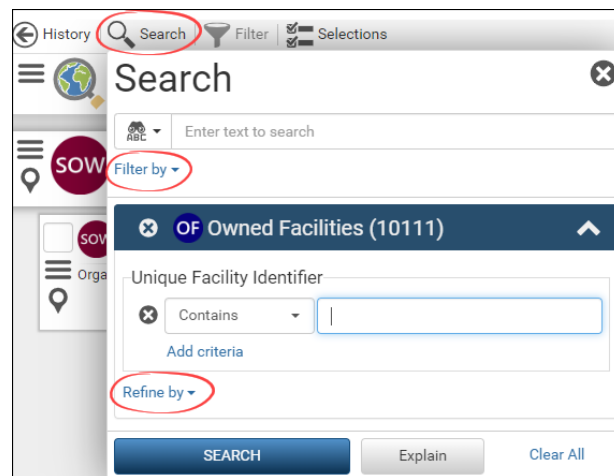 History Search Filter Selections
Search
ABC Enter text to search
Filter by
SOW
OF Owned Facilities (10111)
SOW
Orga
Unique Facility Identifier
Contains
Add criteria
Refine by
SEARCH Explain Clear All